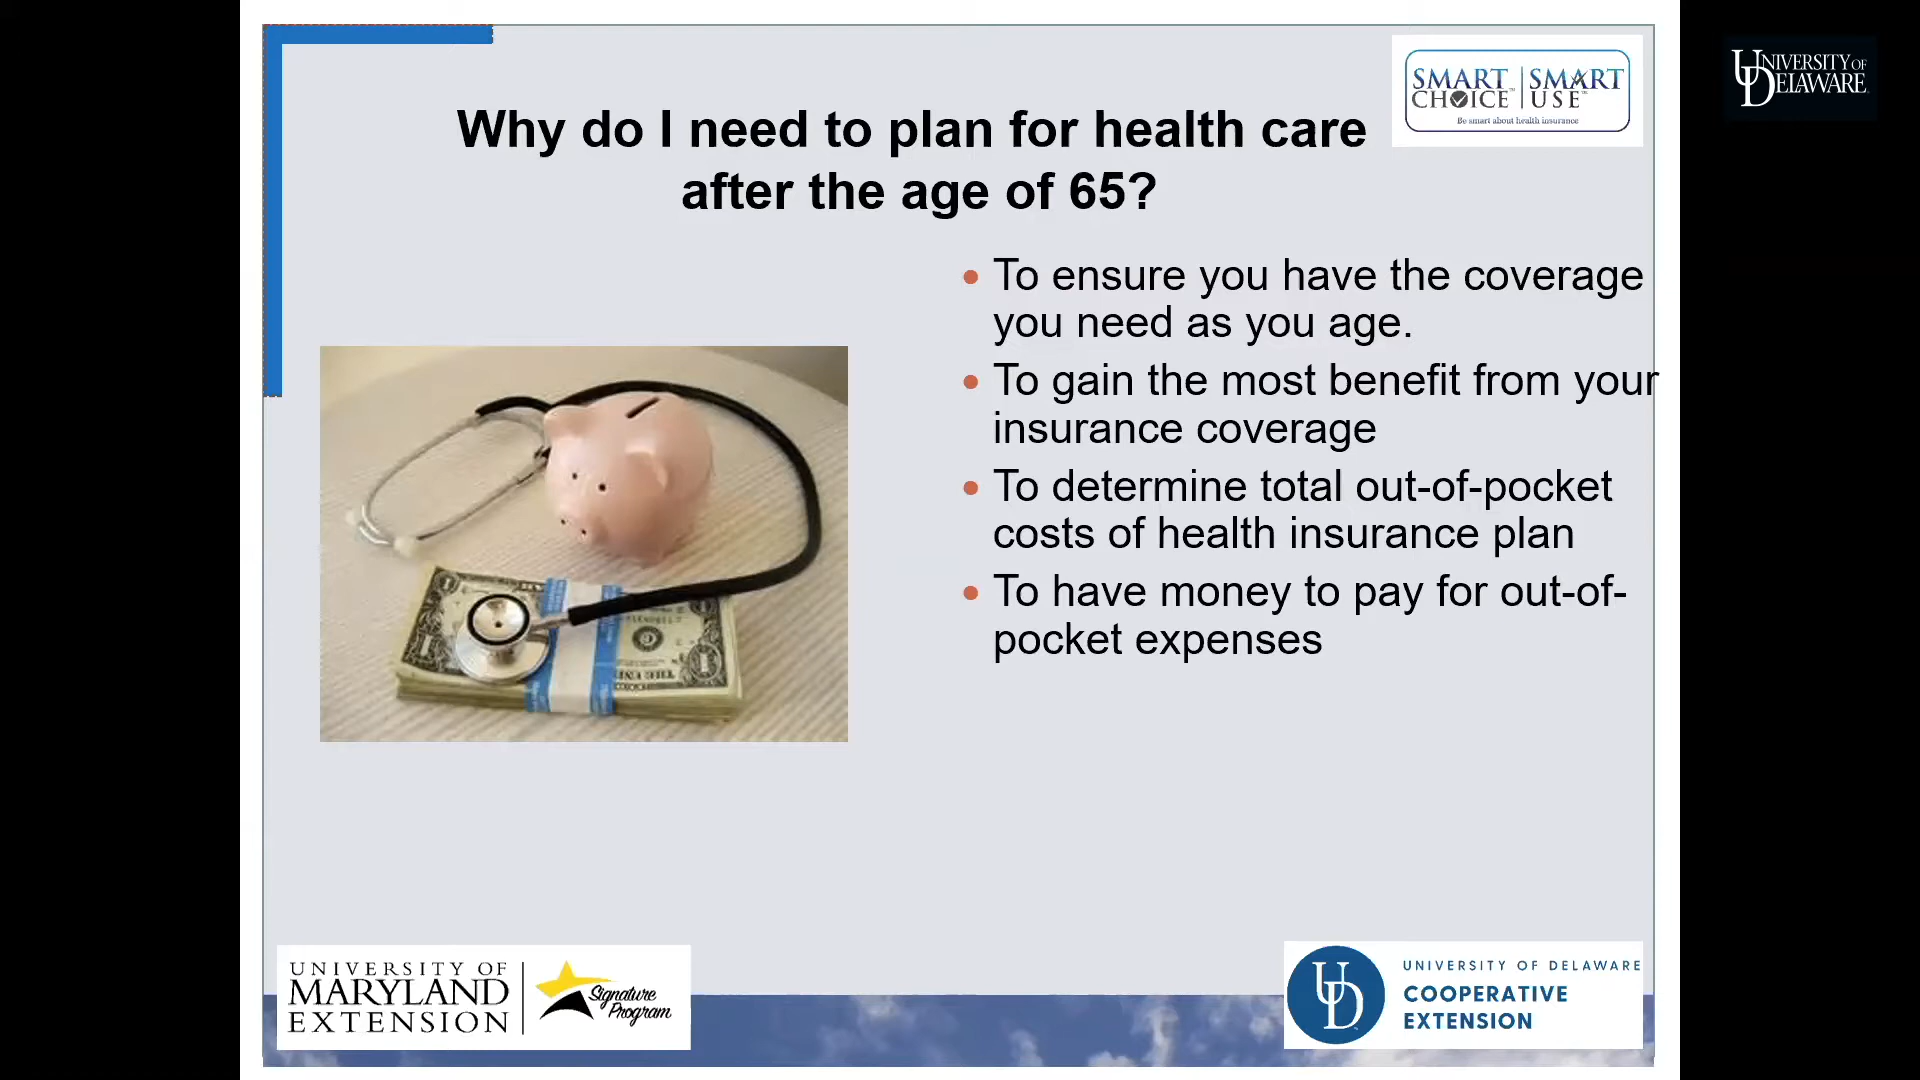 Why do I need to plan for health care
after the age of 65?
SMART CHOICE™ | SMART USE™
Be smart about health insurance
UNIVERSITY OF DELAWARE
• To ensure you have the coverage
you need as you age.
• To gain the most benefit from your
insurance coverage
• To determine total out-of-pocket
costs of health insurance plan
• To have money to pay for out-of-
pocket expenses
UNIVERSITY OF
MARYLAND
EXTENSION
Signature
Program
UD
UNIVERSITY OF DELAWARE
COOPERATIVE
EXTENSION